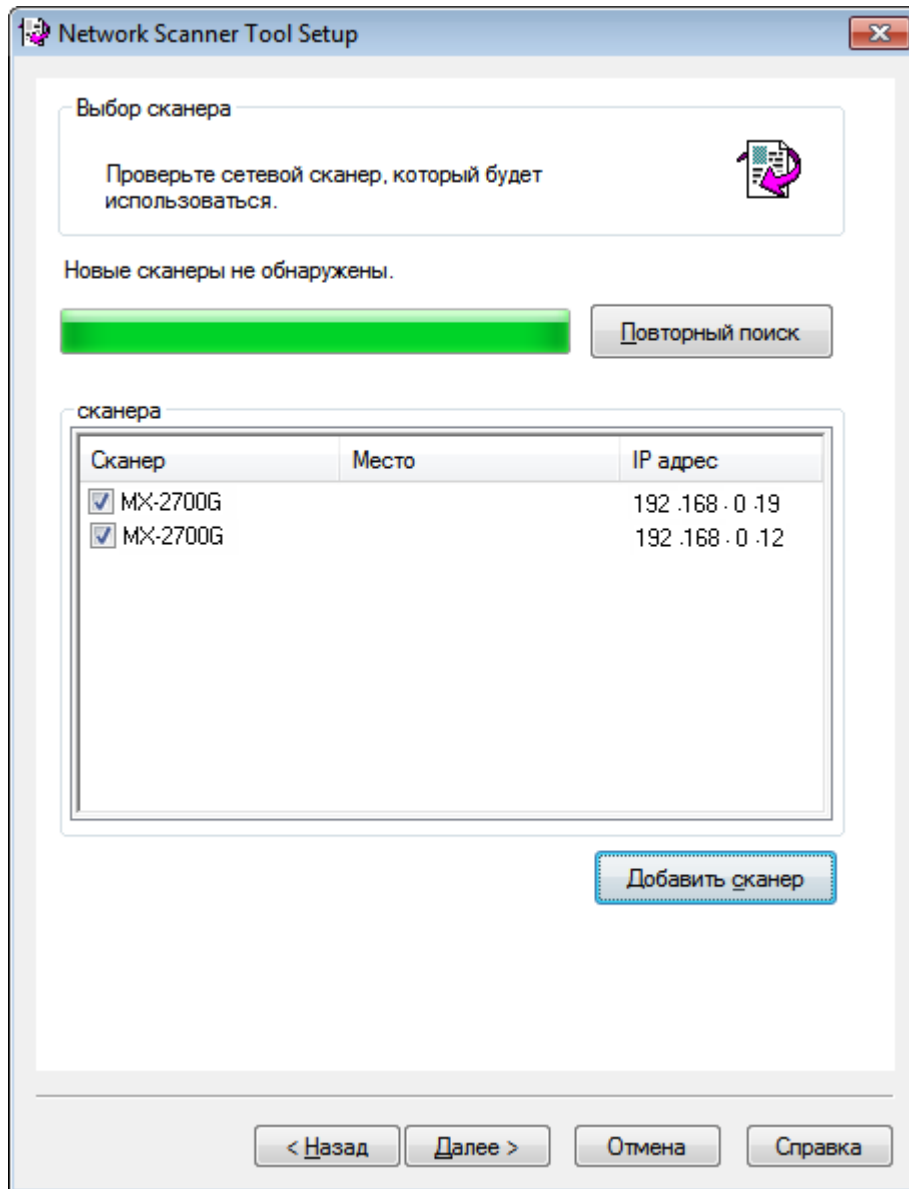 Network Scanner Tool Setup
Выбор сканера
Проверьте сетевой сканер, который будет
использоваться.
Новые сканеры не обнаружены.
Повторный поиск
сканера
Сканер Место IP адрес
MX-2700G 192 .168 . 0 .19
MX-2700G 192 .168 . 0 .12
Добавить сканер
< Назад Далее > Отмена Справка